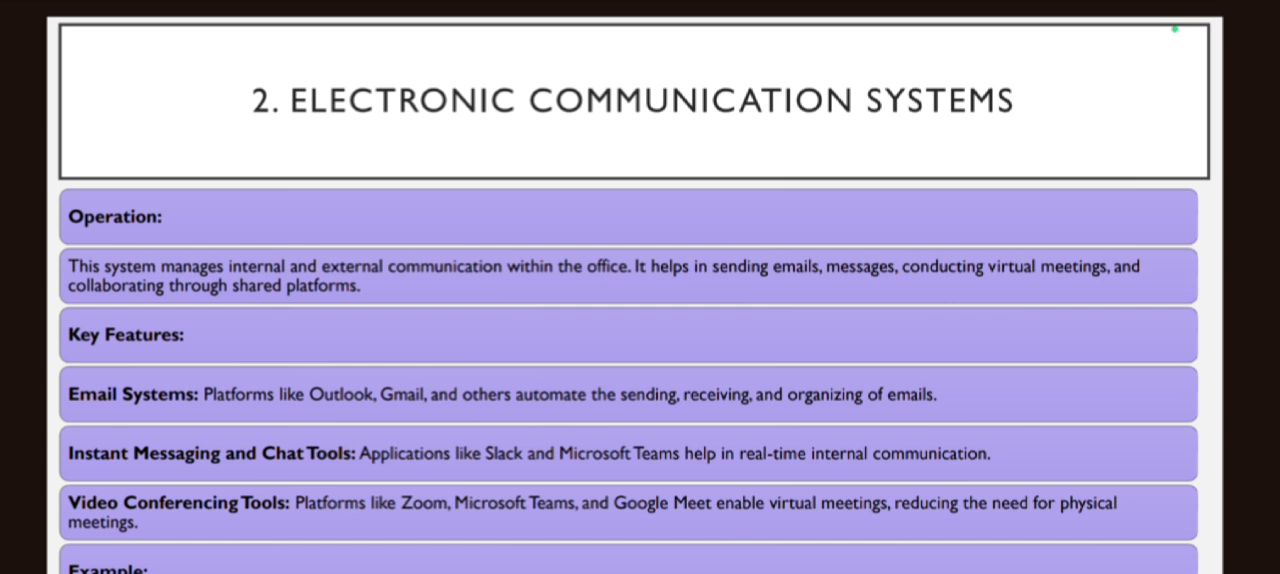 2. ELECTRONIC COMMUNICATION SYSTEMS
Operation:
This system manages internal and external communication within the office. It helps in sending emails, messages, conducting virtual meetings, and
collaborating through shared platforms.
Key Features:
Email Systems: Platforms like Outlook, Gmail, and others automate the sending, receiving, and organizing of emails.
Instant Messaging and Chat Tools: Applications like Slack and Microsoft Teams help in real-time internal communication.
Video Conferencing Tools: Platforms like Zoom, Microsoft Teams, and Google Meet enable virtual meetings, reducing the need for physical
meetings.
Example: